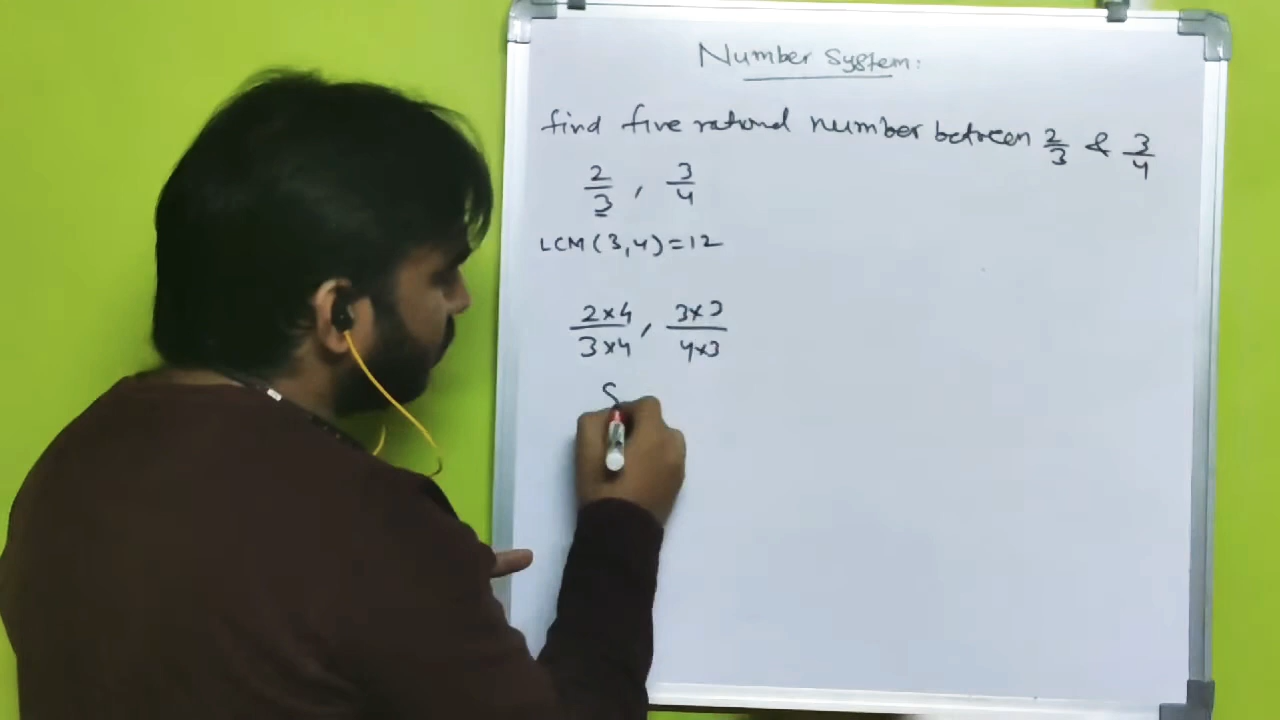 Number System:
find five rational number between 2/3 & 3/4
2/3 , 3/4
LCM (3,4) = 12
2×4/3×4 , 3×3/4×3